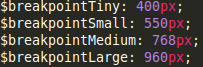 $breakpointTiny: 400px;
$breakpointSmall: 550px;
$breakpointMedium: 768px;
$breakpointLarge: 960px;